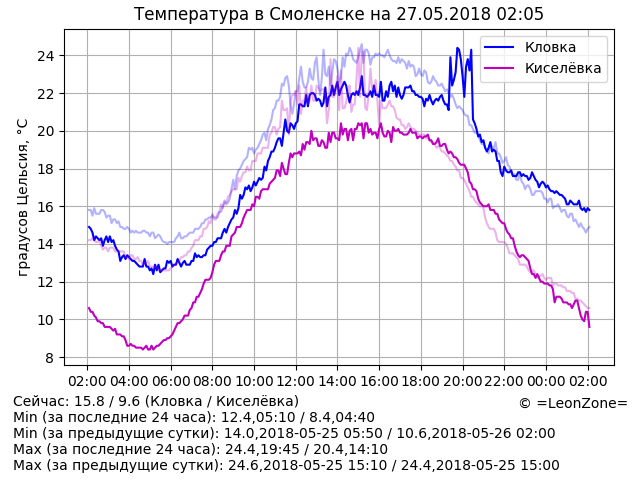 Температура в Смоленске на 27.05.2018 02:05
Кловка
Киселёвка
градусов Цельсия, °C
24
22
20
18
16
14
12
10
8
02:00 04:00 06:00 08:00 10:00 12:00 14:00 16:00 18:00 20:00 22:00 00:00 02:00
Сейчас: 15.8 / 9.6 (Кловка / Киселёвка)
© =LeonZone=
Min (за последние 24 часа): 12.4,05:10 / 8.4,04:40
Min (за предыдущие сутки): 14.0,2018-05-25 05:50 / 10.6,2018-05-26 02:00
Max (за последние 24 часа): 24.4,19:45 / 20.4,14:10
Max (за предыдущие сутки): 24.6,2018-05-25 15:10 / 24.4,2018-05-25 15:00